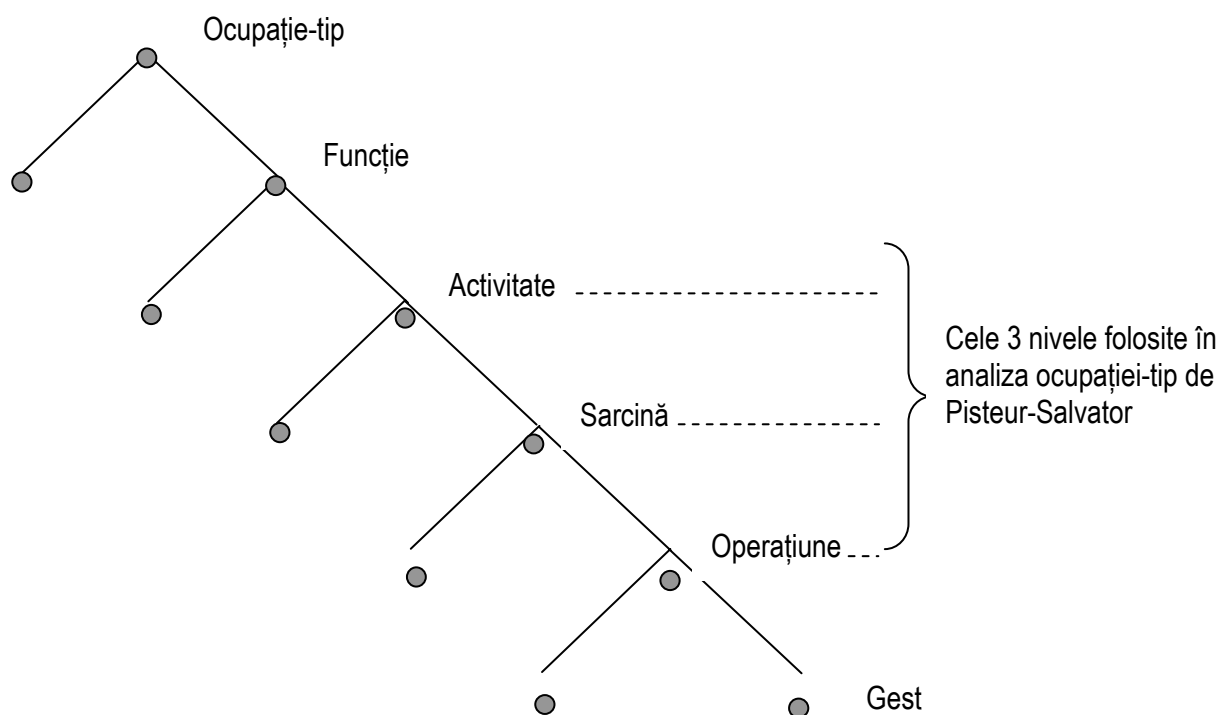 Ocupație-tip
Funcție
Activitate
Cele 3 nivele folosite în
analiza ocupației-tip de
Pisteur-Salvator
Sarcină
Operațiune
Gest